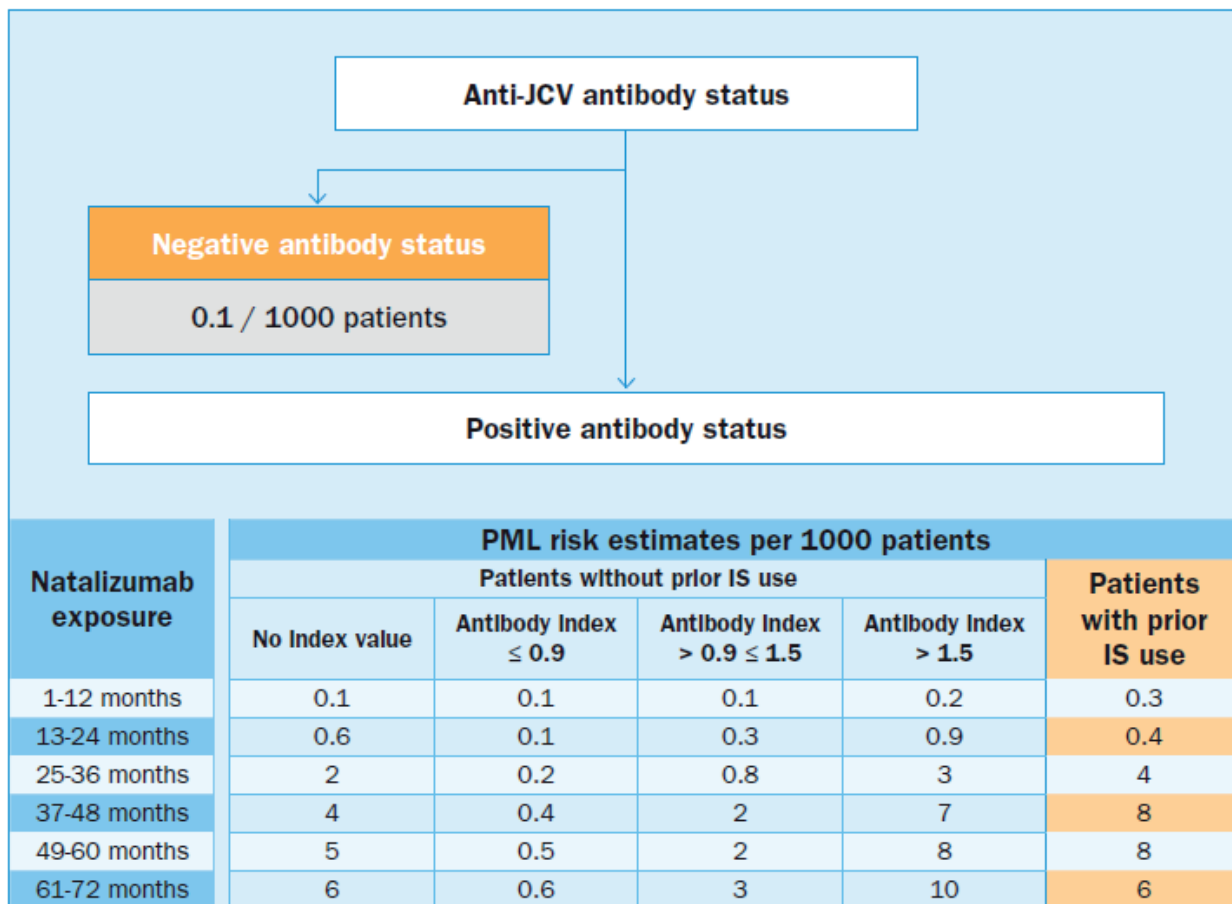 Anti-JCV antibody status
Negative antibody status
0.1 / 1000 patients
Positive antibody status
Natalizumab
exposure
PML risk estimates per 1000 patients
Patients without prior IS use
Patients
with prior
IS use
No index value
Antibody Index
≤ 0.9
Antibody Index
> 0.9 ≤ 1.5
Antibody Index
> 1.5
1-12 months 0.1 0.1 0.1 0.2 0.3
13-24 months 0.6 0.1 0.3 0.9 0.4
25-36 months 2 0.2 0.8 3 4
37-48 months 4 0.4 2 7 8
49-60 months 5 0.5 2 8 8
61-72 months 6 0.6 3 10 6